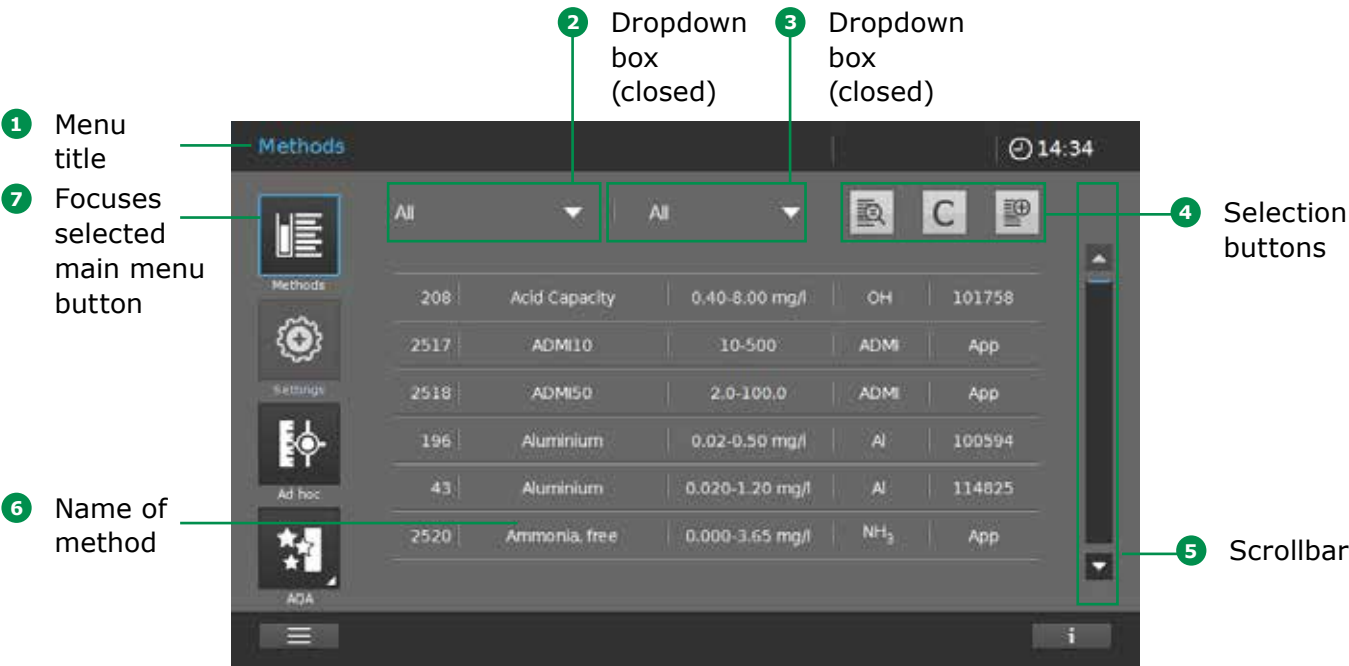 2 Dropdown
box
(closed)
3 Dropdown
box
(closed)
1 Menu
title
7 Focuses
selected
main menu
button
Methods
14:34
All
All
C
4 Selection
buttons
Methods
208 Acid Capacity 0.40-8.00 mg/l OH 101758
2517 ADMI10 10-500 ADMI App
Settings
2518 ADMI50 2.0-100.0 ADMI App
196 Aluminium 0.02-0.50 mg/l Al 100594
Ad hoc
43 Aluminium 0.020-1.20 mg/l Al 114825
6 Name of
method
2520 Ammonia, free 0.000-3.65 mg/l NH₃ App
5 Scrollbar
AQA
i